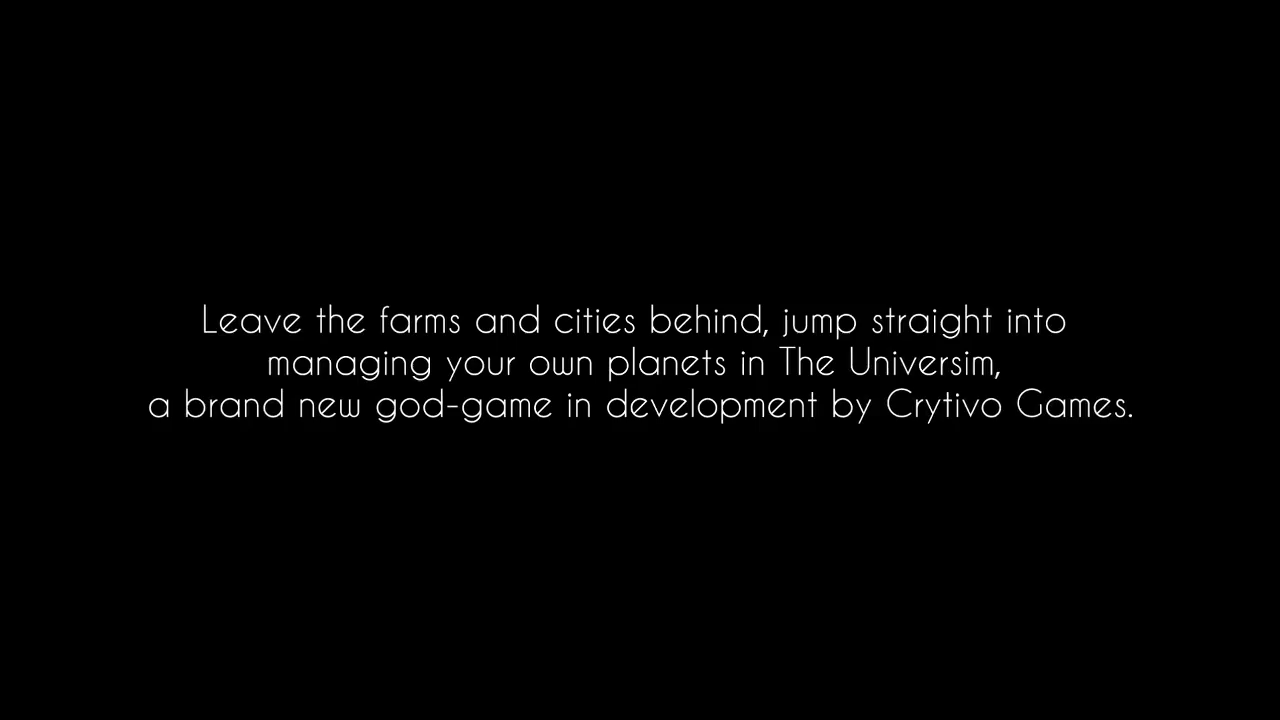 Leave the farms and cities behind, jump straight into
managing your own planets in The Universim,
a brand new god-game in development by Crytivo Games.